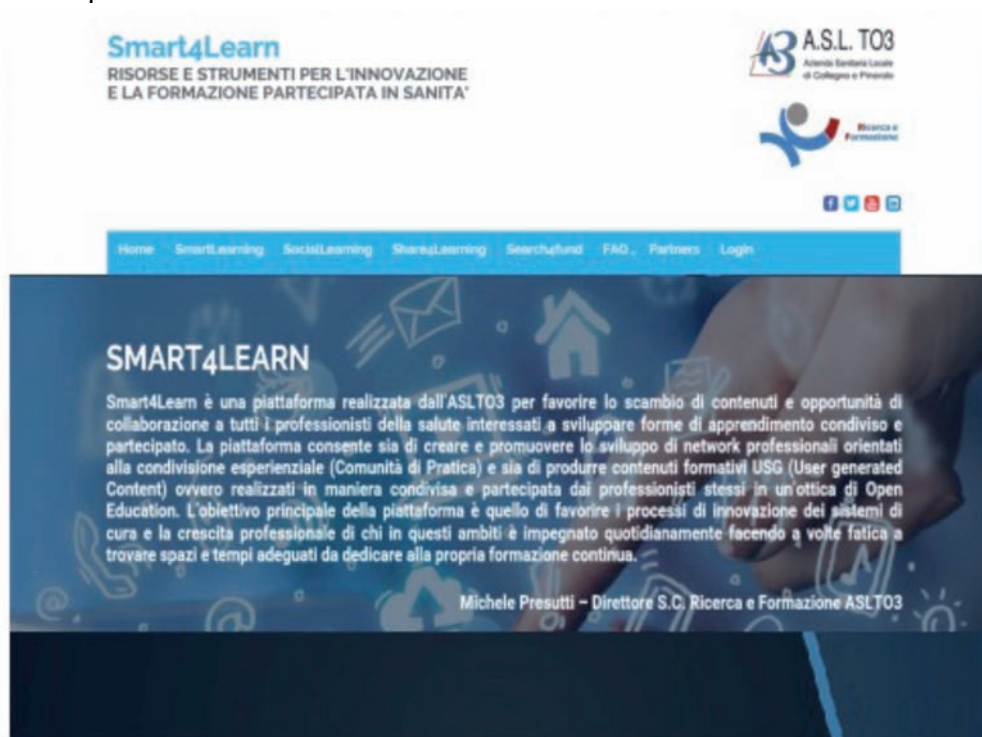 Smart4Learn
RISORSE E STRUMENTI PER L'INNOVAZIONE
E LA FORMAZIONE PARTECIPATA IN SANITA'
A.S.L. TO3
Azienda Sanitaria Locale
di Collegno e Pinerolo
Ricerca e
Formazione
Home SmartLearning SocialLearning Share4Learning Search4fund FAQ Partners Login
SMART4LEARN
Smart4Learn è una piattaforma realizzata dall'ASLTO3 per favorire lo scambio di contenuti e opportunità di
collaborazione a tutti i professionisti della salute interessati a sviluppare forme di apprendimento condiviso e
partecipato. La piattaforma consente sia di creare e promuovere lo sviluppo di network professionali orientati
alla condivisione esperienziale (Comunità di Pratica) e sia di produrre contenuti formativi USG (User generated
Content) ovvero realizzati in maniera condivisa e partecipata dai professionisti stessi in un'ottica di Open
Education. L'obiettivo principale della piattaforma è quello di favorire i processi di innovazione dei sistemi di
cura e la crescita professionale di chi in questi ambiti è impegnato quotidianamente facendo a volte fatica a
trovare spazi e tempi adeguati da dedicare alla propria formazione continua.
Michele Presutti – Direttore S.C. Ricerca e Formazione ASLTO3